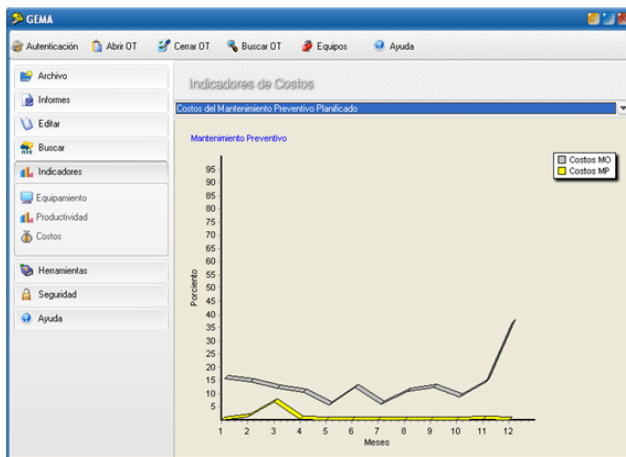 GEMA
Autenticación Abrir OT Cerrar OT Buscar OT Equipos Ayuda
Archivo
Informes
Editar
Buscar
Indicadores
Equipamiento
Productividad
Costos
Herramientas
Seguridad
Ayuda
Indicadores de Costos
Costos del Mantenimiento Preventivo Planificado
Mantenimiento Preventivo
Costos MO
Costos MP
95
90
85
80
75
70
65
60
55
50
45
40
35
30
25
20
15
10
5
Porciento
1 2 3 4 5 6 7 8 9 10 11 12
Meses